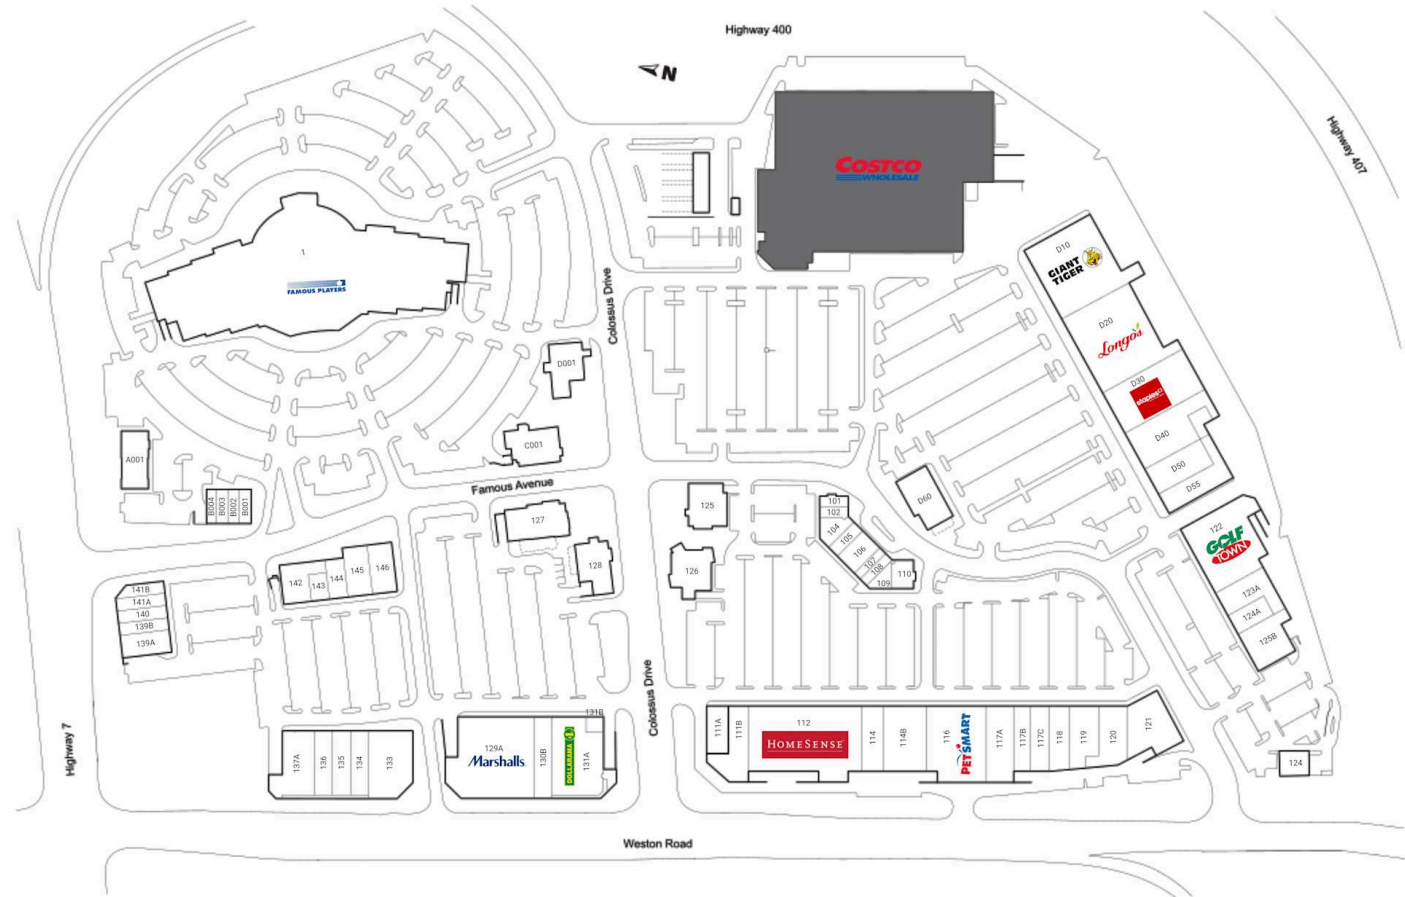 Highway 400
N
Highway 407
COSTCO
WHOLESALE
D10
GIANT
TIGER
1
FAMOUS PLAYERS
Colossus Drive
D20
Longo's
D001
D30
staples
A001
C001
D40
D50
D55
Famous Avenue
B004
B003
B002
B001
D60
125
101
102
104
105
106
107
108
109
110
127
128
126
122
GOLF
TOWN
123A
124A
125B
142
143
144
145
146
141B
141A
140
139B
139A
Colossus Drive
Highway 7
137A
136
135
134
133
129A
Marshalls.
130B
DOLLARAMA
131B
131A
111A
111B
112
HOMESENSE
114
114B
116
PETSMART
117A
117B
117C
118
119
120
121
124
Weston Road